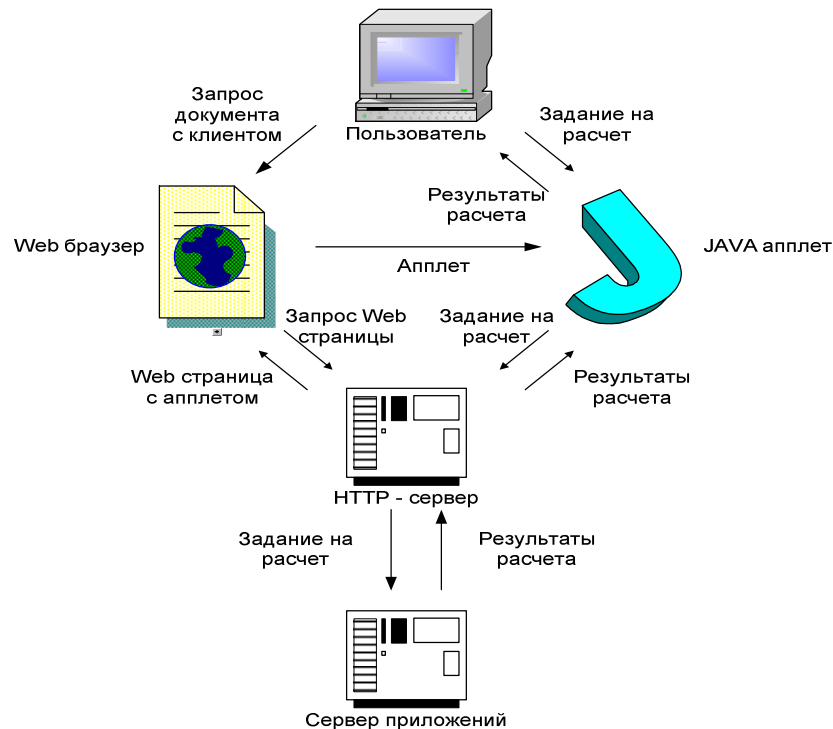 Запрос
документа
с клиентом
Пользователь
Задание на
расчет
Результаты
расчета
Web браузер
Апплет
JAVA апплет
Запрос Web
страницы
Задание на
расчет
Web страница
с апплетом
Результаты
расчета
HTTP - сервер
Задание на
расчет
Результаты
расчета
Сервер приложений